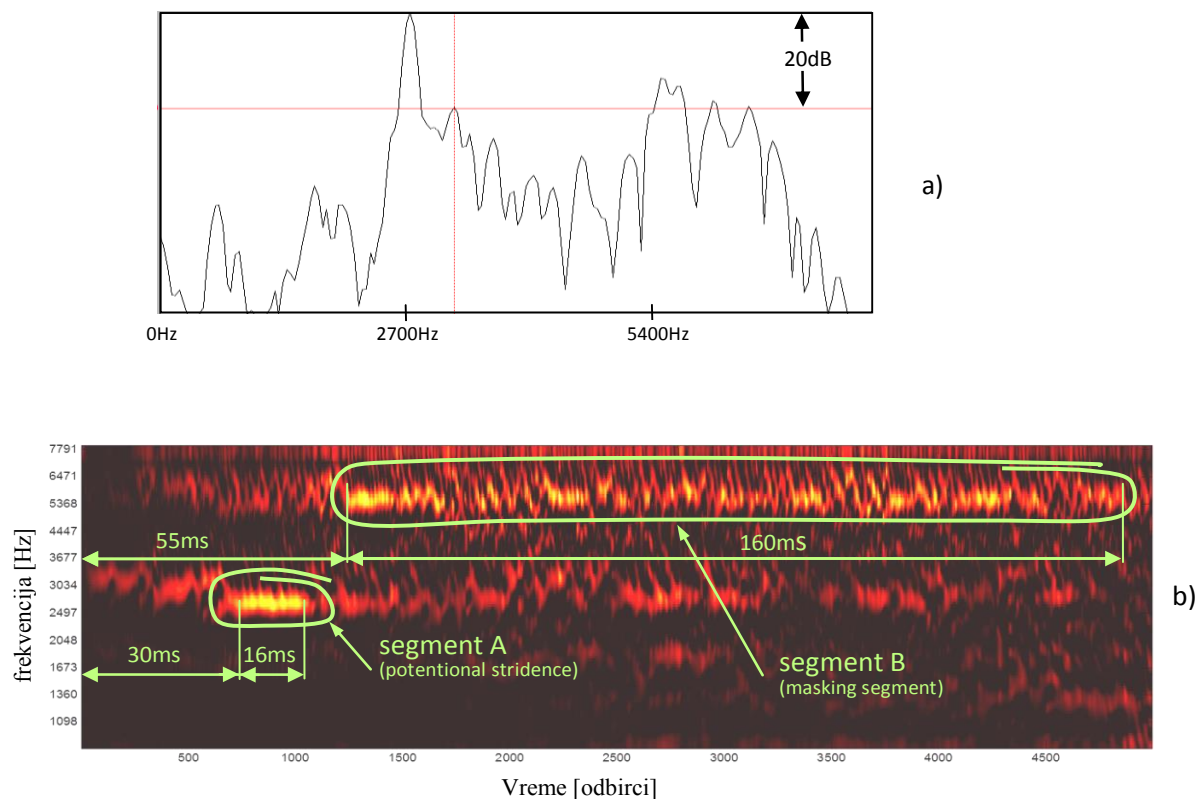 20dB
a)
0Hz 2700Hz 5400Hz
frekvencija [Hz]
7791
6471
5368
4447
3677
3034
2497
2048
1673
1360
1098
55ms
160ms
30ms
16ms
segment A
(potentional stridence)
segment B
(masking segment)
b)
500 1000 1500 2000 2500 3000 3500 4000 4500
Vreme [odbirci]